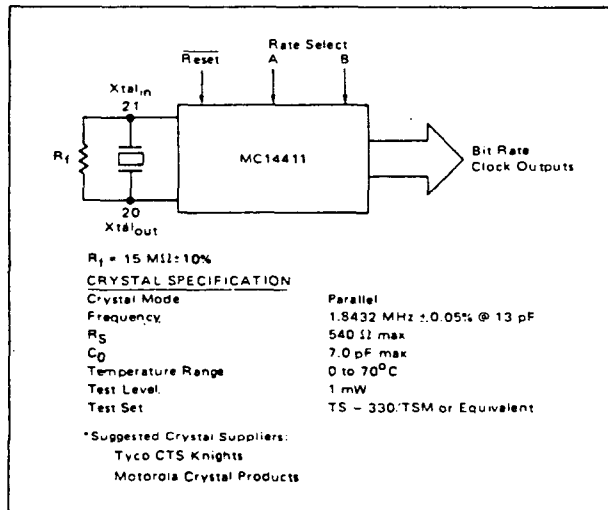 Rate Select
Reset A B
Xtalin
21
Rf
MC14411
Bit Rate
Clock Outputs
20
Xtalout
Rf = 15 MΩ ± 10%
CRYSTAL SPECIFICATION
Crystal Mode Parallel
Frequency 1.8432 MHz ±0.05% @ 13 pF
RS 540 Ω max
C0 7.0 pF max
Temperature Range 0 to 70°C
Test Level 1 mW
Test Set TS – 330/TSM or Equivalent
*Suggested Crystal Suppliers:
Tyco CTS Knights
Motorola Crystal Products